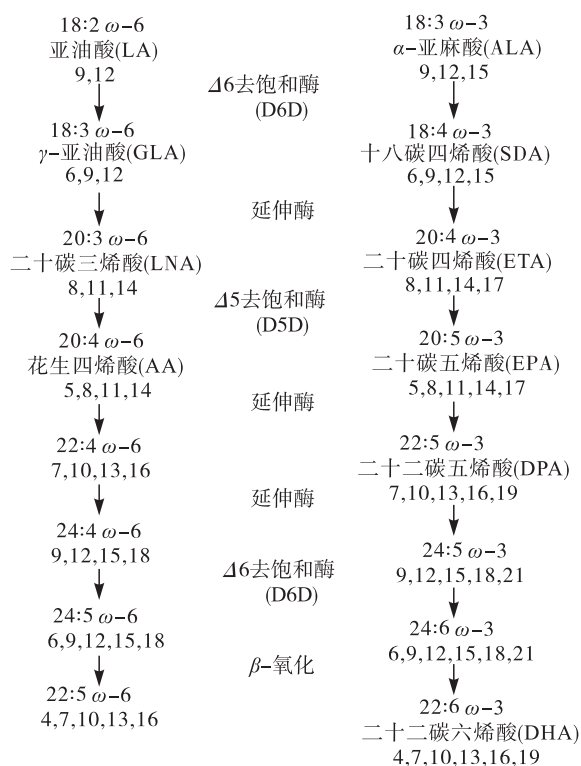 18:2 ω-6
亚油酸(LA)
9,12
18:3 ω-6
γ-亚油酸(GLA)
6,9,12
20:3 ω-6
二十碳三烯酸(LNA)
8,11,14
20:4 ω-6
花生四烯酸(AA)
5,8,11,14
22:4 ω-6
7,10,13,16
24:4 ω-6
9,12,15,18
24:5 ω-6
6,9,12,15,18
22:5 ω-6
4,7,10,13,16
Δ6去饱和酶
(D6D)
延伸酶
Δ5去饱和酶
(D5D)
延伸酶
延伸酶
Δ6去饱和酶
(D6D)
β-氧化
18:3 ω-3
α-亚麻酸(ALA)
9,12,15
18:4 ω-3
十八碳四烯酸(SDA)
6,9,12,15
20:4 ω-3
二十碳四烯酸(ETA)
8,11,14,17
20:5 ω-3
二十碳五烯酸(EPA)
5,8,11,14,17
22:5 ω-3
二十二碳五烯酸(DPA)
7,10,13,16,19
24:5 ω-3
9,12,15,18,21
24:6 ω-3
6,9,12,15,18,21
22:6 ω-3
二十二碳六烯酸(DHA)
4,7,10,13,16,19